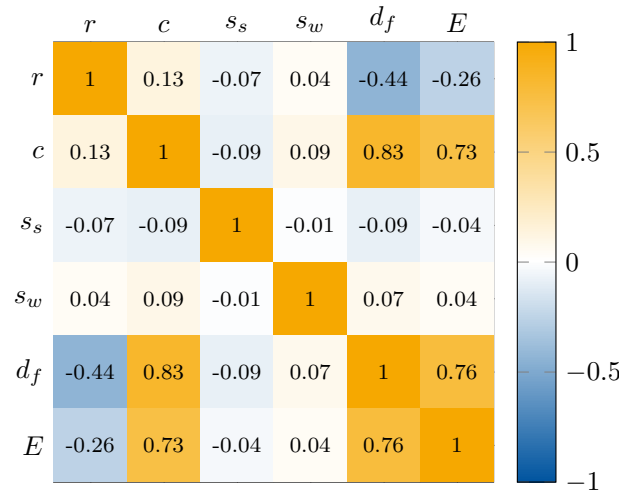 r c s_s s_w d_f E
r 1 0.13 -0.07 0.04 -0.44 -0.26
c 0.13 1 -0.09 0.09 0.83 0.73
s_s -0.07 -0.09 1 -0.01 -0.09 -0.04
s_w 0.04 0.09 -0.01 1 0.07 0.04
d_f -0.44 0.83 -0.09 0.07 1 0.76
E -0.26 0.73 -0.04 0.04 0.76 1
1
0.5
0
−0.5
−1